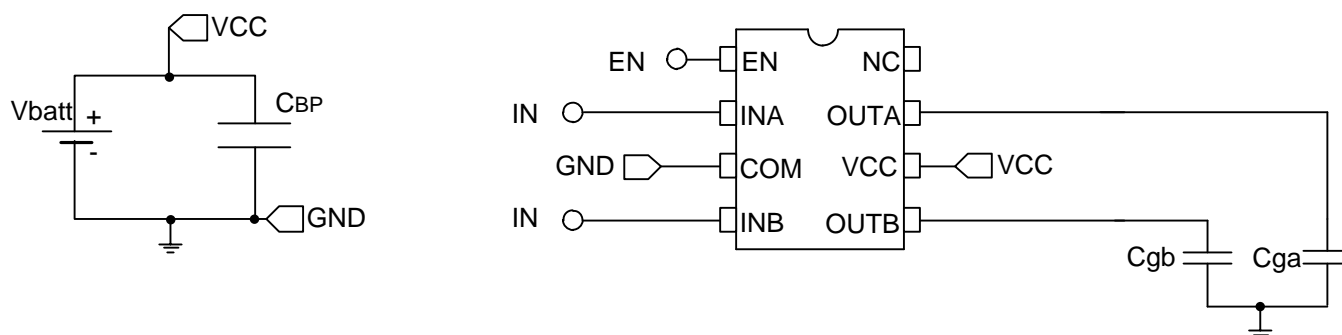 VCC
Vbatt
+
-
CBP
GND
EN
EN
NC
IN
INA
OUTA
GND
COM
VCC
VCC
IN
INB
OUTB
Cgb
Cga